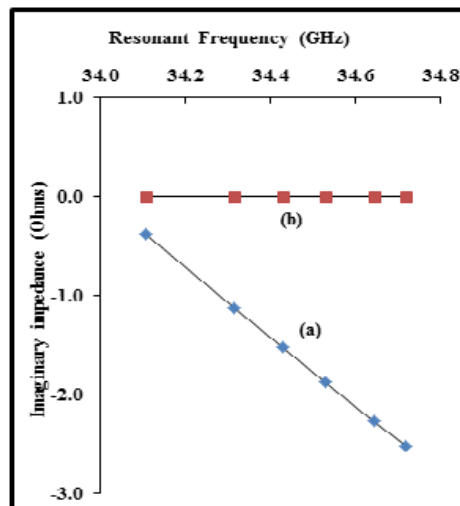 Resonant Frequency (GHz)
34.0 34.2 34.4 34.6 34.8
1.0
0.0
-1.0
-2.0
-3.0
Imaginary impedance (Ohms)
(b)
(a)